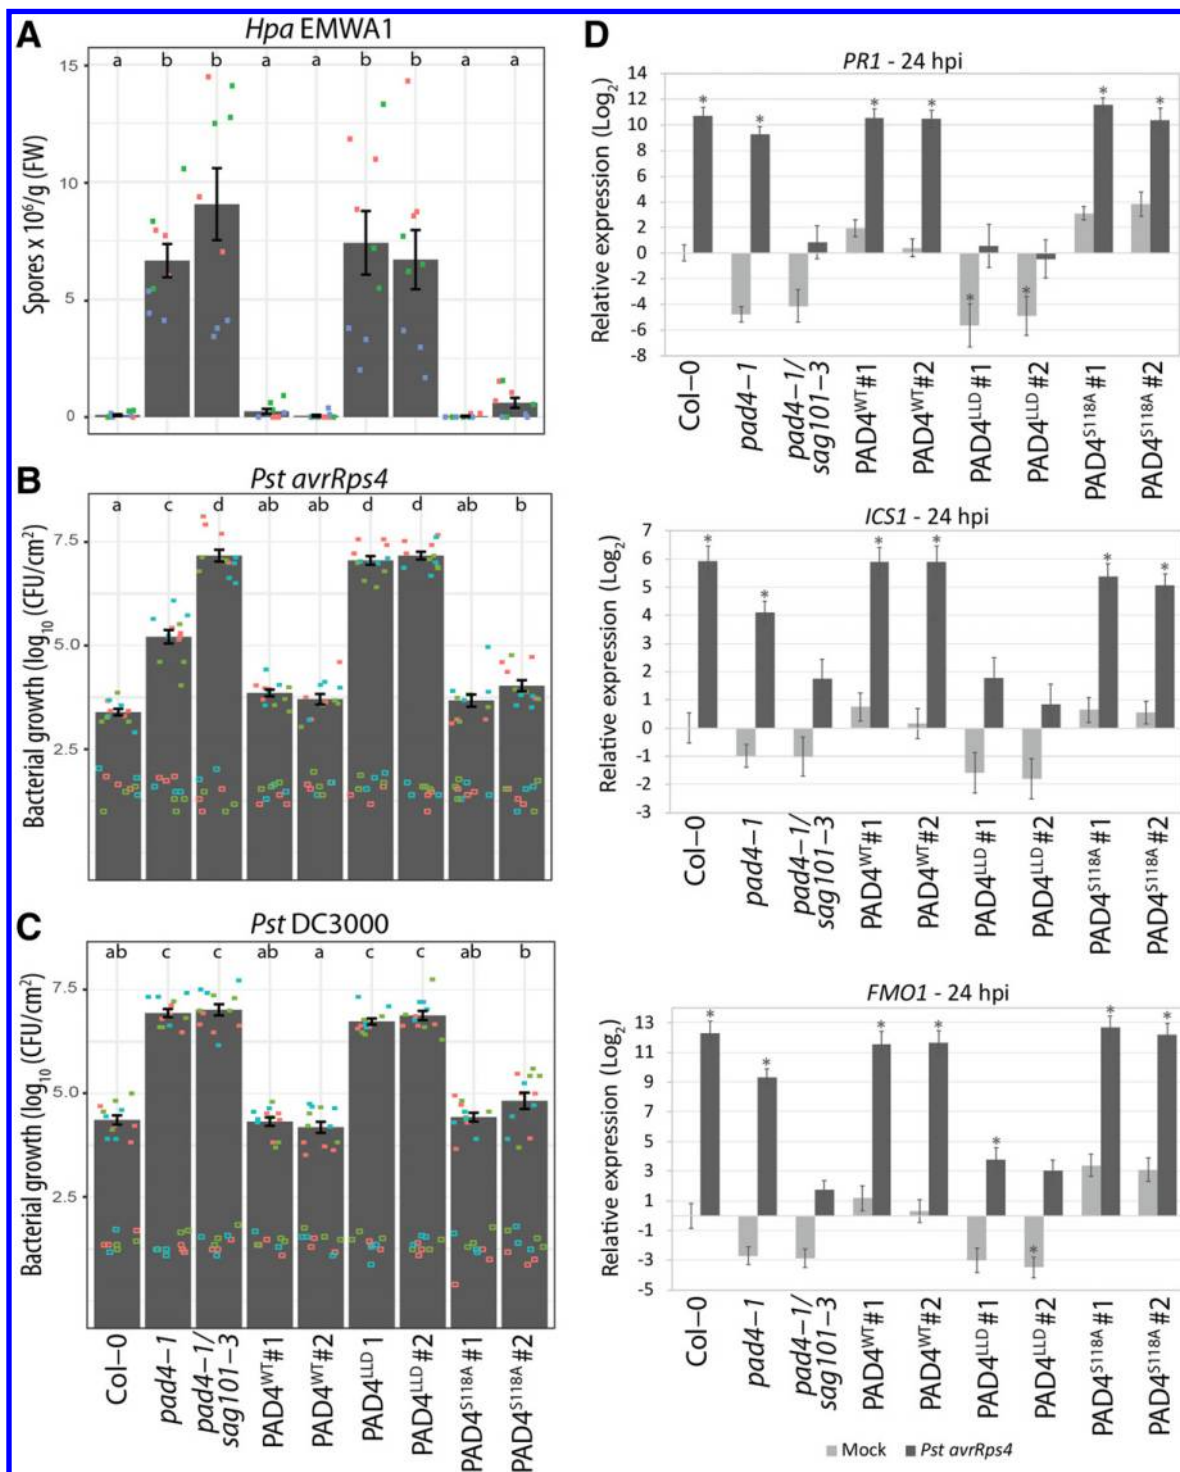 A
Hpa EMWA1
a b b a a b b a a
Spores x 10⁶/g (FW)
15
10
5
0
B
Pst avrRps4
a c d ab ab d d ab b
Bacterial growth (log₁₀ (CFU/cm²)
7.5
5.0
2.5
C
Pst DC3000
ab c c ab a c c ab b
Bacterial growth (log₁₀ (CFU/cm²)
7.5
5.0
2.5
Col–0
pad4–1
pad4–1/
sag101–3
PAD4ᵂᵀ#1
PAD4ᵂᵀ#2
PAD4ᴸᴸᴰ 1
PAD4ᴸᴸᴰ #2
PAD4ˢ¹¹⁸ᴬ #1
PAD4ˢ¹¹⁸ᴬ #2
D
PR1 - 24 hpi
Relative expression (Log₂)
14
12
10
8
6
4
2
0
-2
-4
-6
-8
* * * * * * * *
Col–0
pad4–1
pad4–1/
sag101–3
PAD4ᵂᵀ#1
PAD4ᵂᵀ#2
PAD4ᴸᴸᴰ #1
PAD4ᴸᴸᴰ #2
PAD4ˢ¹¹⁸ᴬ #1
PAD4ˢ¹¹⁸ᴬ #2
ICS1 - 24 hpi
Relative expression (Log₂)
7
6
5
4
3
2
1
0
-1
-2
-3
* * * * * *
Col–0
pad4–1
pad4–1/
sag101–3
PAD4ᵂᵀ#1
PAD4ᵂᵀ#2
PAD4ᴸᴸᴰ #1
PAD4ᴸᴸᴰ #2
PAD4ˢ¹¹⁸ᴬ #1
PAD4ˢ¹¹⁸ᴬ #2
FMO1 - 24 hpi
Relative expression (Log₂)
13
11
9
7
5
3
1
-1
-3
-5
* * * * * * * *
Col–0
pad4–1
pad4–1/
sag101–3
PAD4ᵂᵀ#1
PAD4ᵂᵀ#2
PAD4ᴸᴸᴰ #1
PAD4ᴸᴸᴰ #2
PAD4ˢ¹¹⁸ᴬ #1
PAD4ˢ¹¹⁸ᴬ #2
Mock Pst avrRps4